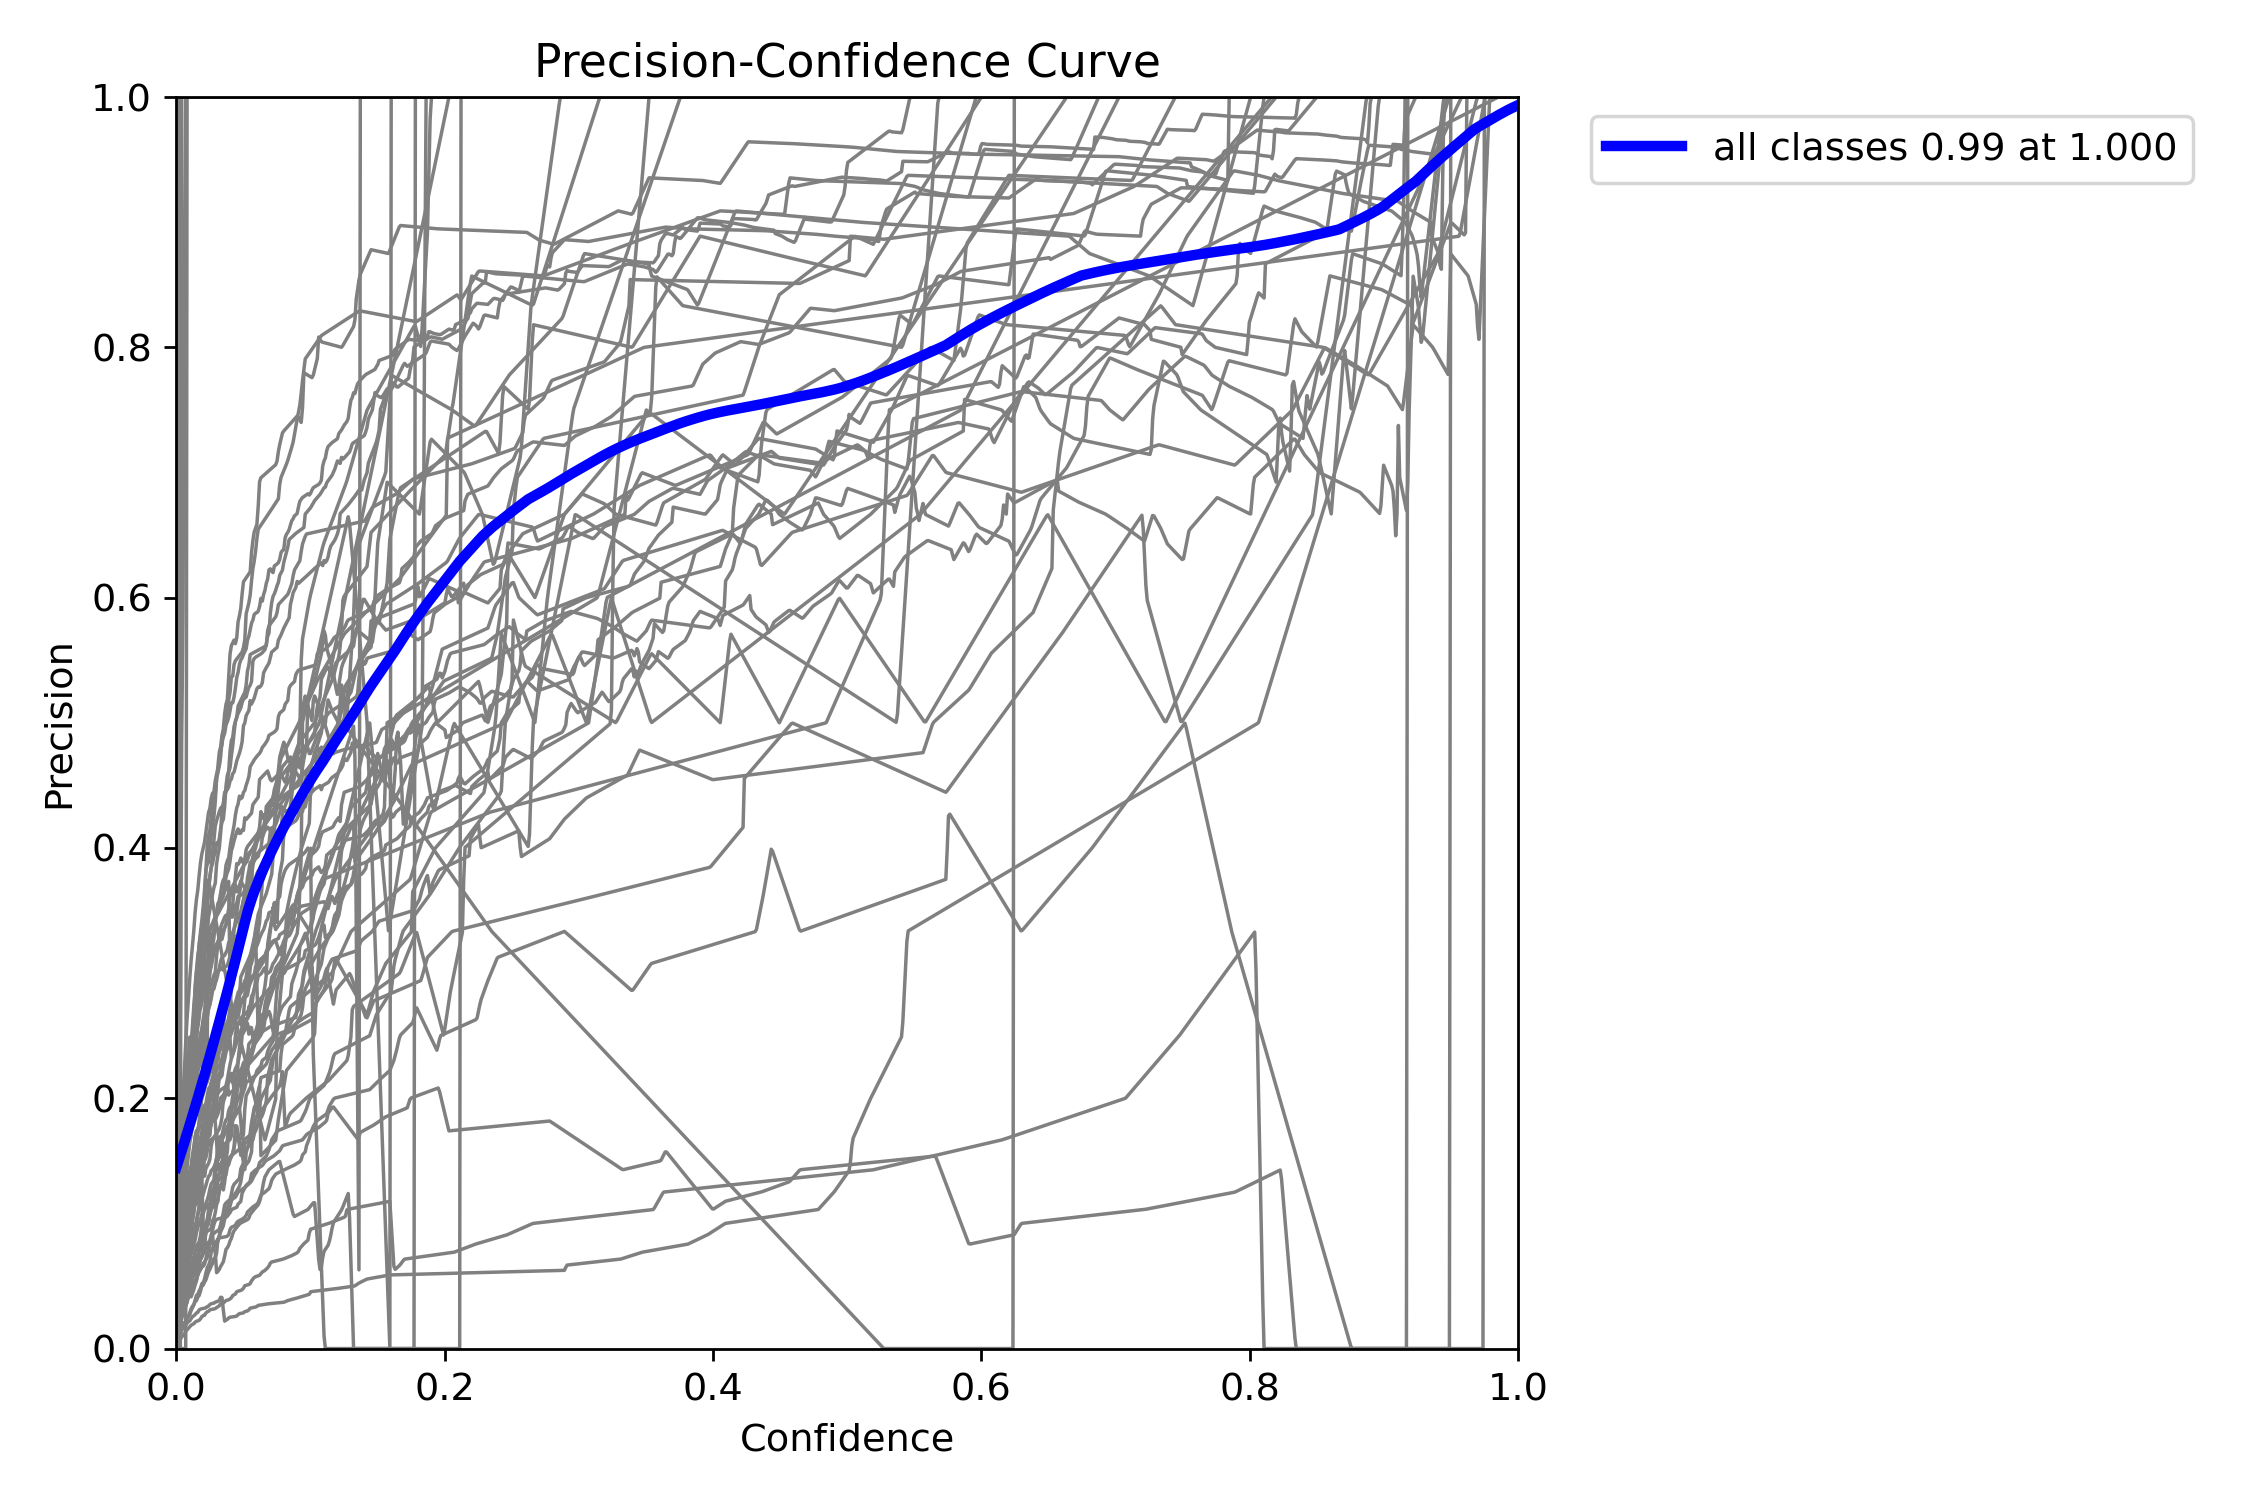 Precision-Confidence Curve
all classes 0.99 at 1.000
1.0
0.8
0.6
0.4
0.2
0.0
Precision
0.0 0.2 0.4 0.6 0.8 1.0
Confidence